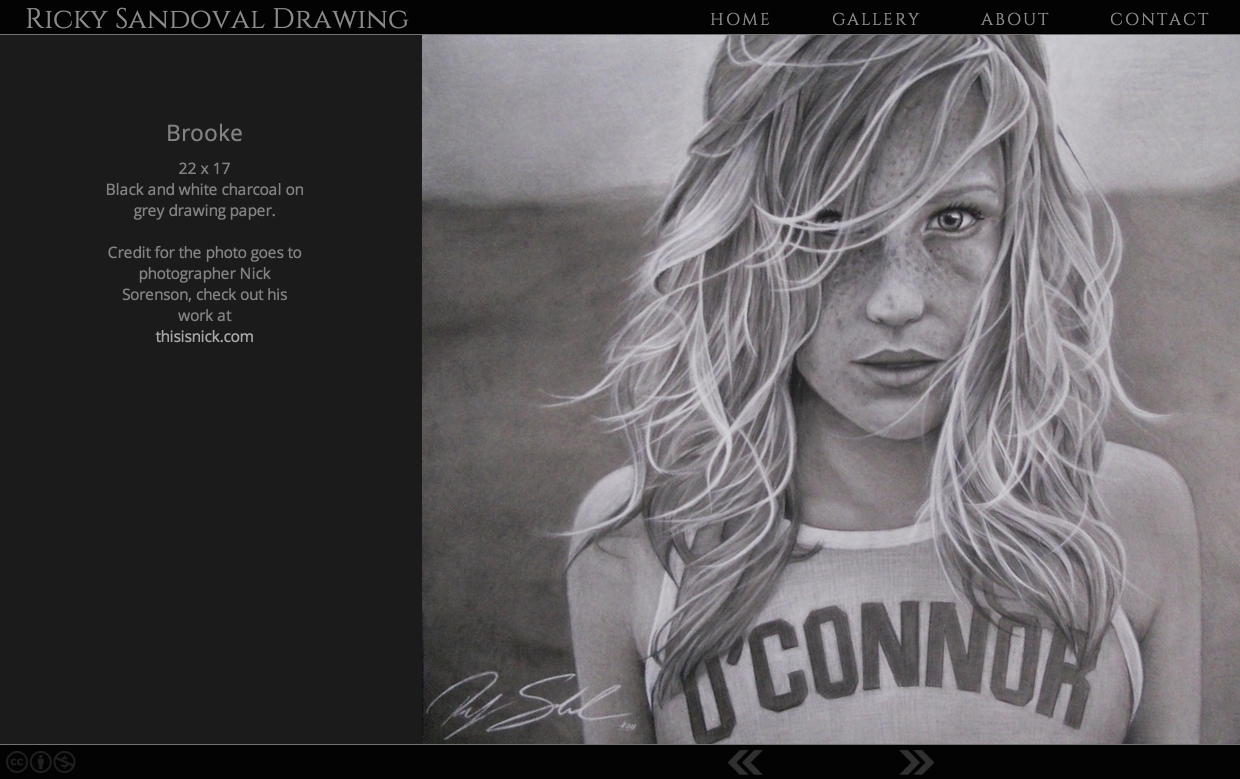 RICKY SANDOVAL DRAWING
HOME GALLERY ABOUT CONTACT
Brooke
22 x 17
Black and white charcoal on
grey drawing paper.
Credit for the photo goes to
photographer Nick
Sorenson, check out his
work at
thisisnick.com
O'CONNOR
cc